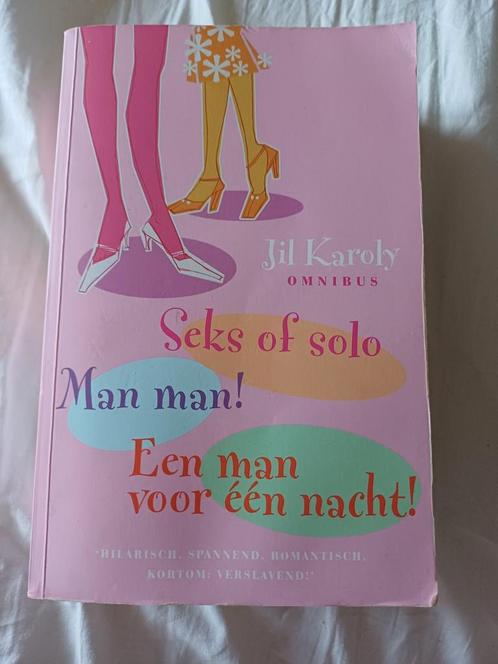 Jil Karoly
OMNIBUS
Seks of solo
Man man!
Een man
voor één nacht!
'HILARISCH, SPANNEND, ROMANTISCH,
KORTOM: VERSLAVEND!'